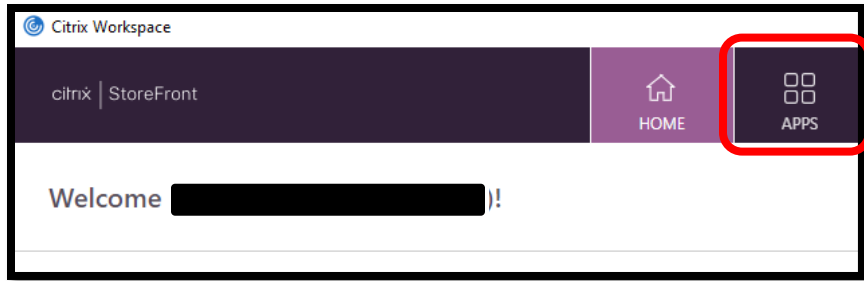 Citrix Workspace
citrix | StoreFront
HOME
APPS
Welcome )!